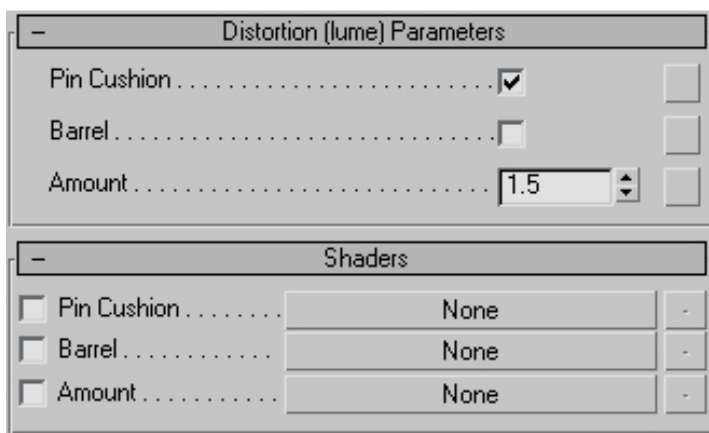 – Distortion (lume) Parameters
Pin Cushion . . . . . . . . . . . . . . . . . . . . . . . . .
Barrel . . . . . . . . . . . . . . . . . . . . . . . . . . . . . .
Amount . . . . . . . . . . . . . . . . . . . . . . . . . . . . 1.5
– Shaders
Pin Cushion . . . . . . . . None -
Barrel . . . . . . . . . . . . None -
Amount . . . . . . . . . . . None -